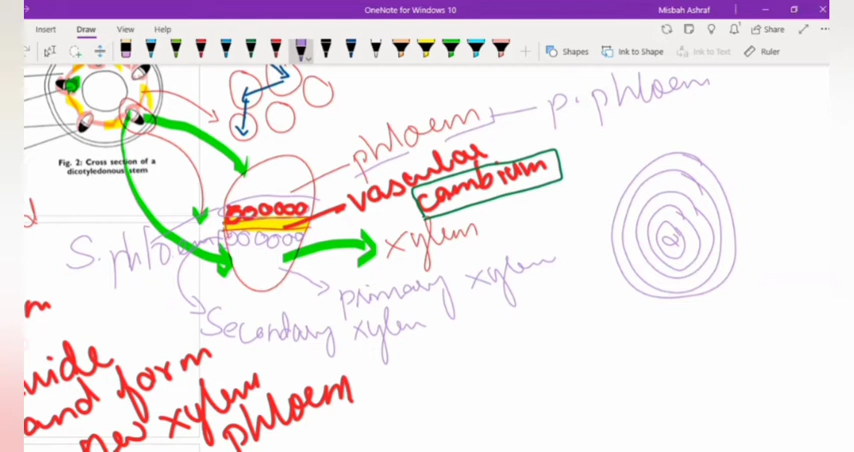 OneNote for Windows 10
Misbah Ashraf
Insert
Draw
View
Help
Share
Shapes
Ink to Shape
Ink to Text
Ruler
Fig. 2: Cross section of a
dicotyledonous stem
phloem
p. phloem
vascular
cambium
xylem
S. phloem
primary xylem
Secondary xylem
and form
new xylem
phloem